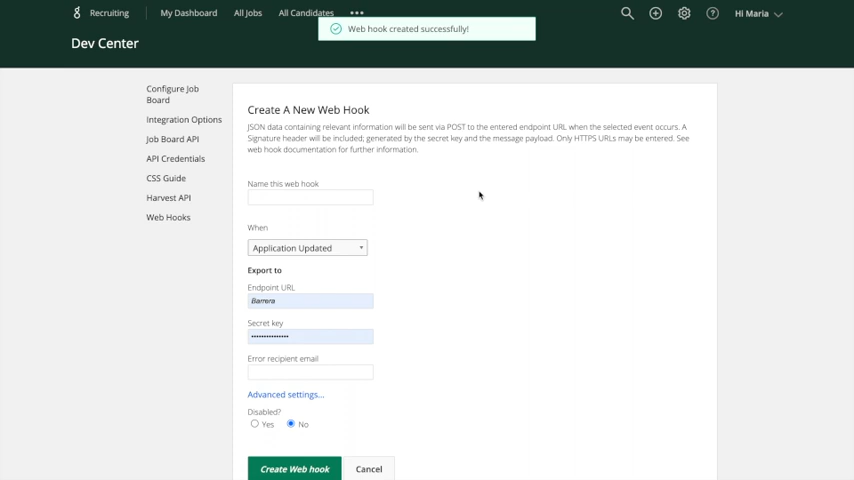 Recruiting My Dashboard All Jobs All Candidates ••• Hi Maria
Web hook created successfully!
Dev Center
Configure Job
Board
Integration Options
Job Board API
API Credentials
CSS Guide
Harvest API
Web Hooks
Create A New Web Hook
JSON data containing relevant information will be sent via POST to the entered endpoint URL when the selected event occurs. A
Signature header will be included; generated by the secret key and the message payload. Only HTTPS URLs may be entered. See
web hook documentation for further information.
Name this web hook
When
Application Updated
Export to
Endpoint URL
Barrera
Secret key
•••••••••••••••
Error recipient email
Advanced settings...
Disabled?
Yes No
Create Web hook Cancel